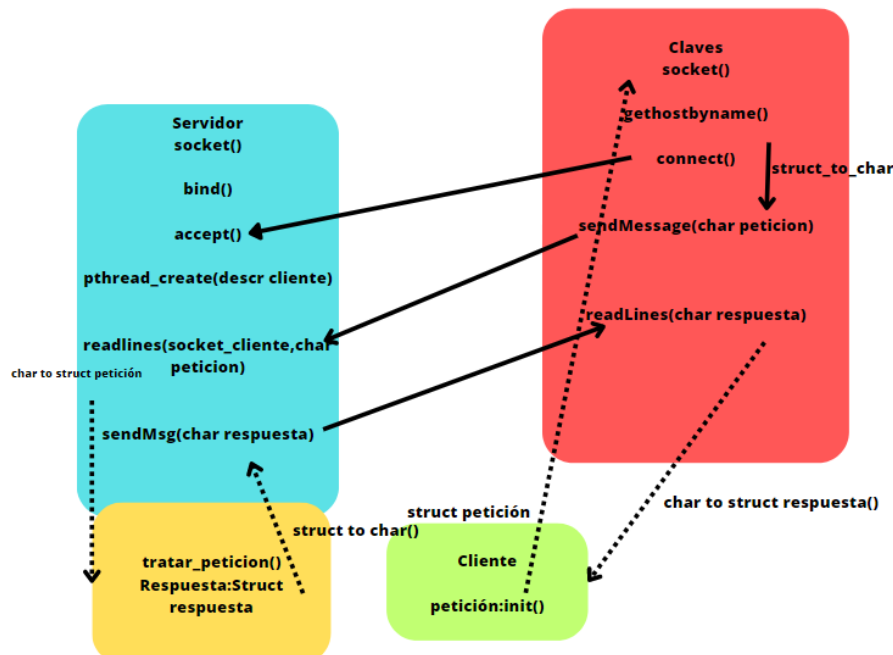 Claves
socket()
gethostbyname()
connect()
struct_to_char
sendMessage(char peticion)
readLines(char respuesta)
Servidor
socket()
bind()
accept()
pthread_create(descr cliente)
readlines(socket_cliente,char
peticion)
char to struct petición
sendMsg(char respuesta)
struct petición
char to struct respuesta()
struct to char()
tratar_peticion()
Respuesta:Struct
respuesta
Cliente
petición:init()